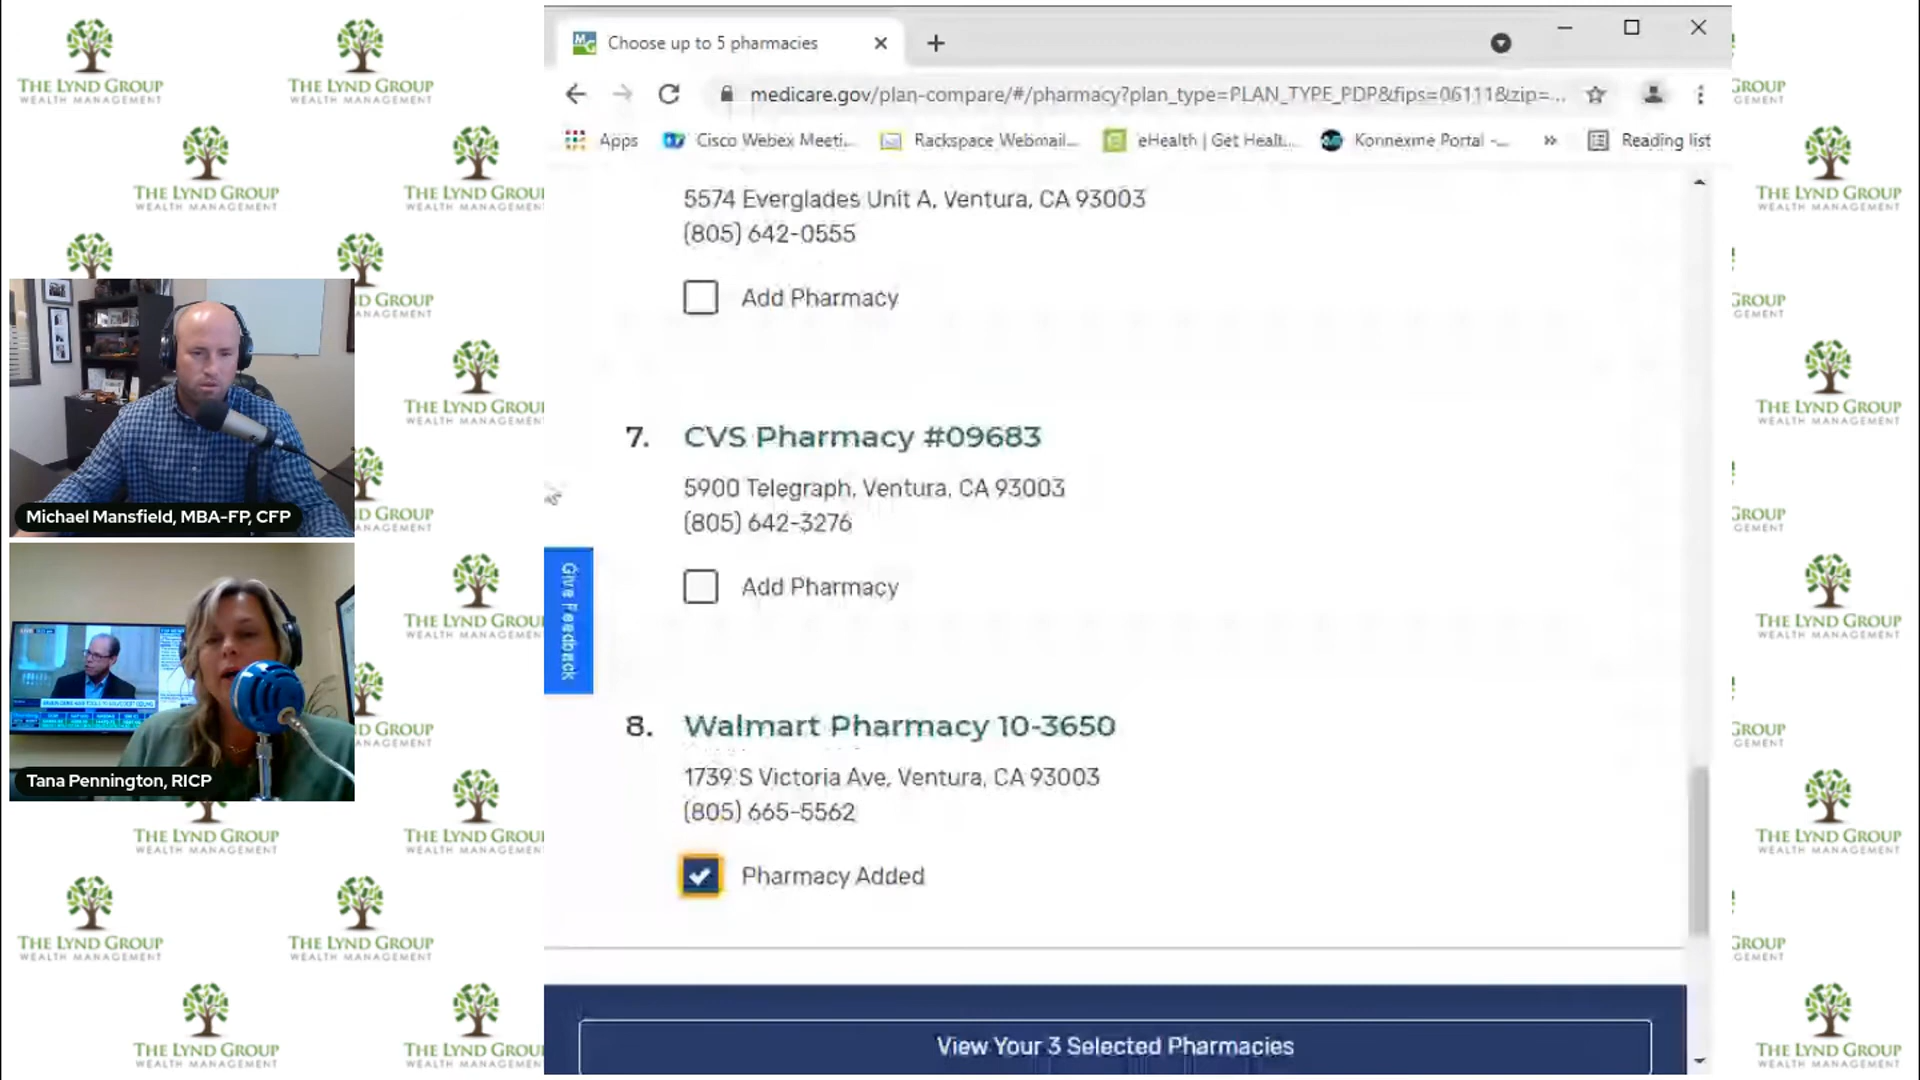 THE LYND GROUP
WEALTH MANAGEMENT
Michael Mansfield, MBA-FP, CFP
Tana Pennington, RICP
Choose up to 5 pharmacies
medicare.gov/plan-compare/#/pharmacy?plan_type=PLAN_TYPE_PDP&fips=06111&zip=...
Apps
Cisco Webex Meeti...
Rackspace Webmail...
eHealth | Get Healt...
Konnexme Portal -...
»
Reading list
5574 Everglades Unit A, Ventura, CA 93003
(805) 642-0555
Add Pharmacy
7. CVS Pharmacy #09683
5900 Telegraph, Ventura, CA 93003
(805) 642-3276
Add Pharmacy
Give Feedback
8. Walmart Pharmacy 10-3650
1739 S Victoria Ave, Ventura, CA 93003
(805) 665-5562
Pharmacy Added
View Your 3 Selected Pharmacies